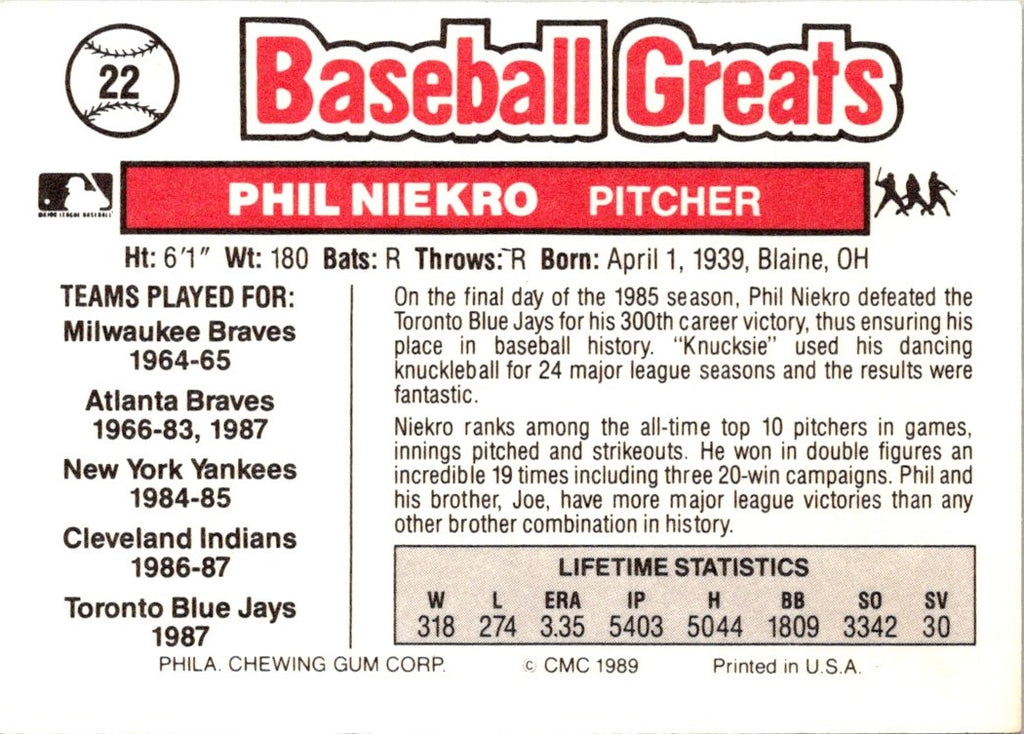 22
Baseball Greats
MAJOR LEAGUE BASEBALL
PHIL NIEKRO PITCHER
Ht: 6'1" Wt: 180 Bats: R Throws: R Born: April 1, 1939, Blaine, OH
TEAMS PLAYED FOR:
Milwaukee Braves
1964-65
Atlanta Braves
1966-83, 1987
New York Yankees
1984-85
Cleveland Indians
1986-87
Toronto Blue Jays
1987
On the final day of the 1985 season, Phil Niekro defeated the
Toronto Blue Jays for his 300th career victory, thus ensuring his
place in baseball history. "Knucksie" used his dancing
knuckleball for 24 major league seasons and the results were
fantastic.
Niekro ranks among the all-time top 10 pitchers in games,
innings pitched and strikeouts. He won in double figures an
incredible 19 times including three 20-win campaigns. Phil and
his brother, Joe, have more major league victories than any
other brother combination in history.
LIFETIME STATISTICS
W L ERA IP H BB SO SV
318 274 3.35 5403 5044 1809 3342 30
PHILA. CHEWING GUM CORP. © CMC 1989 Printed in U.S.A.